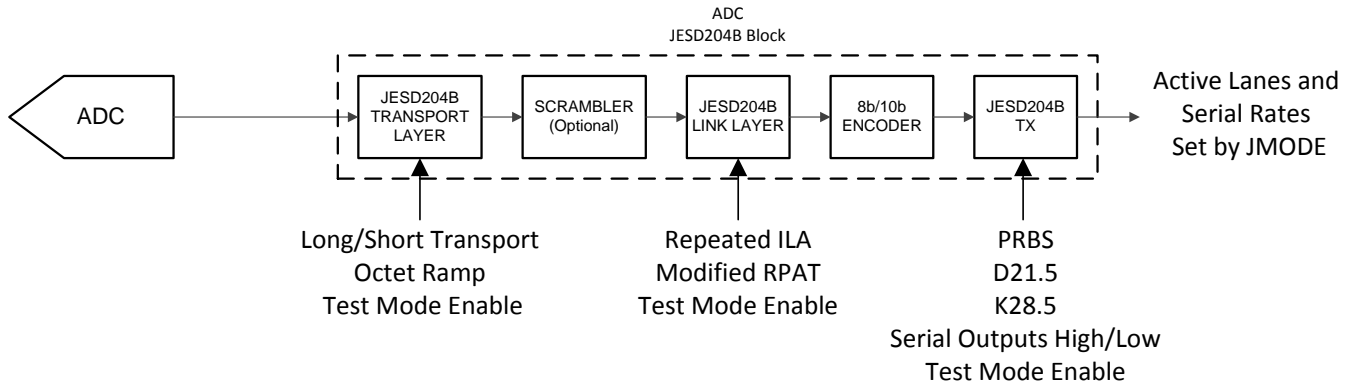 ADC
JESD204B Block
ADC
JESD204B
TRANSPORT
LAYER
SCRAMBLER
(Optional)
JESD204B
LINK LAYER
8b/10b
ENCODER
JESD204B
TX
Active Lanes and
Serial Rates
Set by JMODE
Long/Short Transport
Octet Ramp
Test Mode Enable
Repeated ILA
Modified RPAT
Test Mode Enable
PRBS
D21.5
K28.5
Serial Outputs High/Low
Test Mode Enable